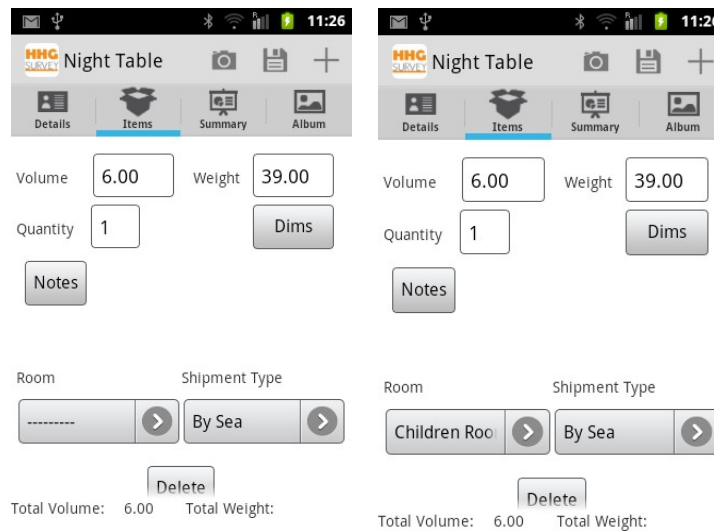 R 11:26
HHG SURVEY Night Table
Details Items Summary Album
Volume 6.00 Weight 39.00
Quantity 1 Dims
Notes
Room Shipment Type
--------- By Sea
Delete
Total Volume: 6.00 Total Weight:
R 11:26
HHG SURVEY Night Table
Details Items Summary Album
Volume 6.00 Weight 39.00
Quantity 1 Dims
Notes
Room Shipment Type
Children Roo By Sea
Delete
Total Volume: 6.00 Total Weight: